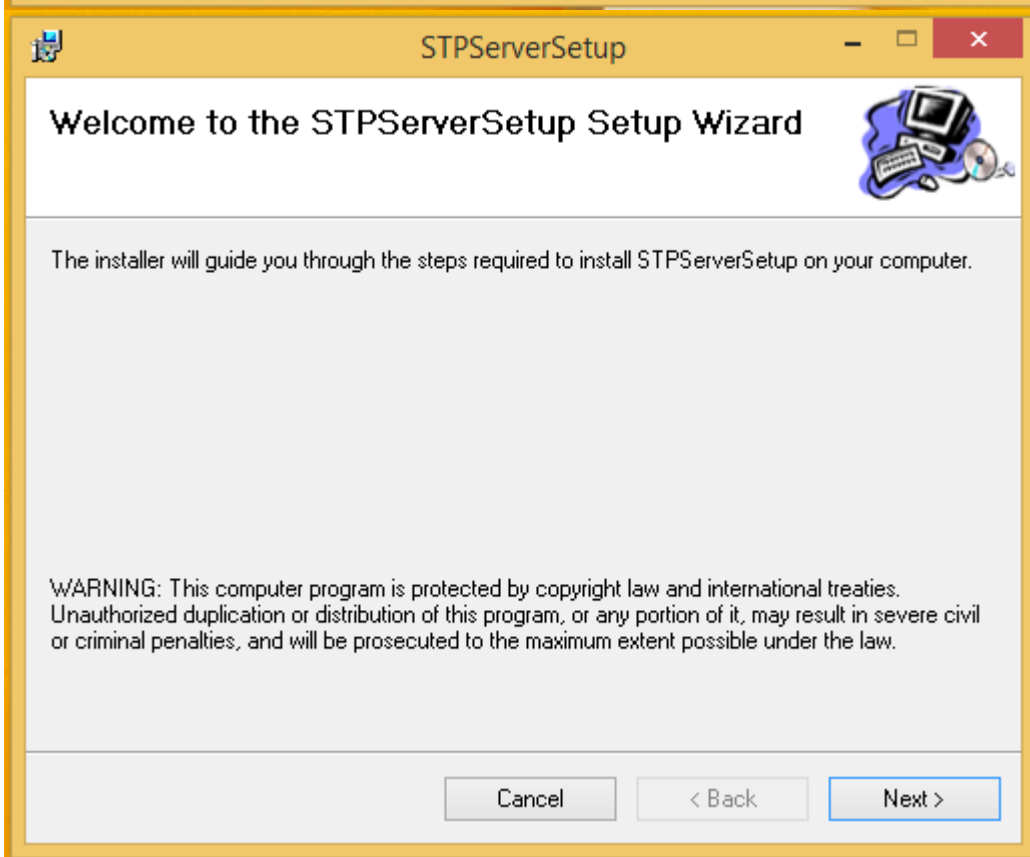 STPServerSetup
Welcome to the STPServerSetup Setup Wizard
The installer will guide you through the steps required to install STPServerSetup on your computer.
WARNING: This computer program is protected by copyright law and international treaties.
Unauthorized duplication or distribution of this program, or any portion of it, may result in severe civil
or criminal penalties, and will be prosecuted to the maximum extent possible under the law.
Cancel < Back Next >